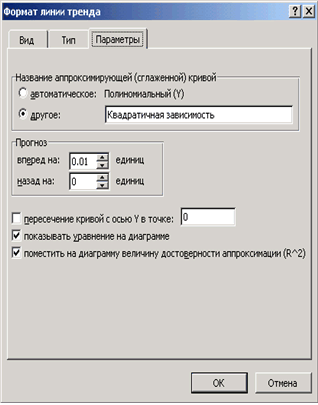 Формат линии тренда
Вид Тип Параметры
Название аппроксимирующей (сглаженной) кривой
автоматическое: Полиномиальный (Y)
другое: Квадратичная зависимость
Прогноз
вперед на: 0.01 единиц
назад на: 0 единиц
пересечение кривой с осью Y в точке: 0
показывать уравнение на диаграмме
поместить на диаграмму величину достоверности аппроксимации (R^2)
ОК Отмена